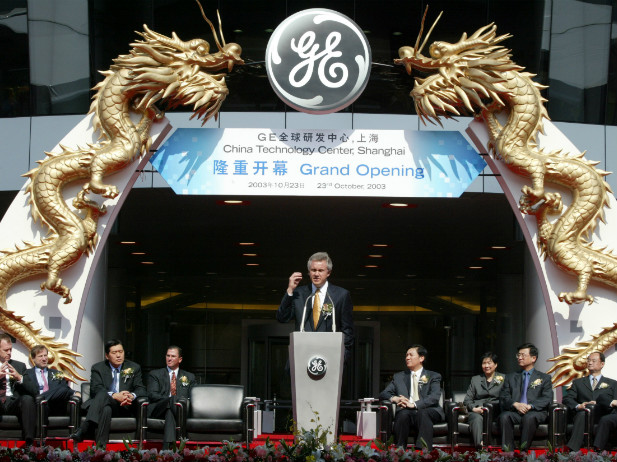 GE
GE全球研发中心,上海
China Technology Center, Shanghai
隆重开幕 Grand Opening
2003年10月23日 23rd October, 2003
GE